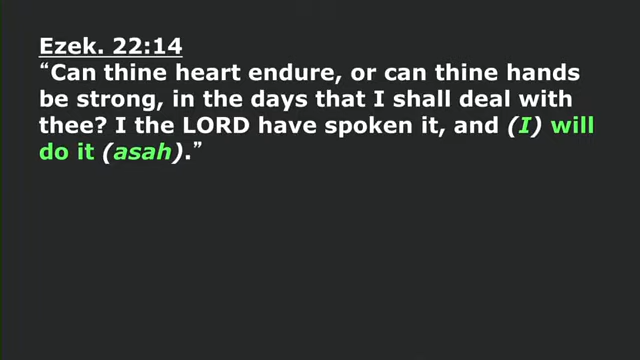 Ezek. 22:14
“Can thine heart endure, or can thine hands
be strong, in the days that I shall deal with
thee? I the LORD have spoken it, and (I) will
do it (asah).”